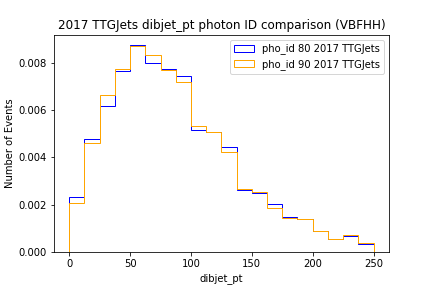 2017 TTGJets dibjet_pt photon ID comparison (VBFHH)
pho_id 80 2017 TTGJets
pho_id 90 2017 TTGJets
Number of Events
0.008
0.006
0.004
0.002
0.000
0 50 100 150 200 250
dibjet_pt